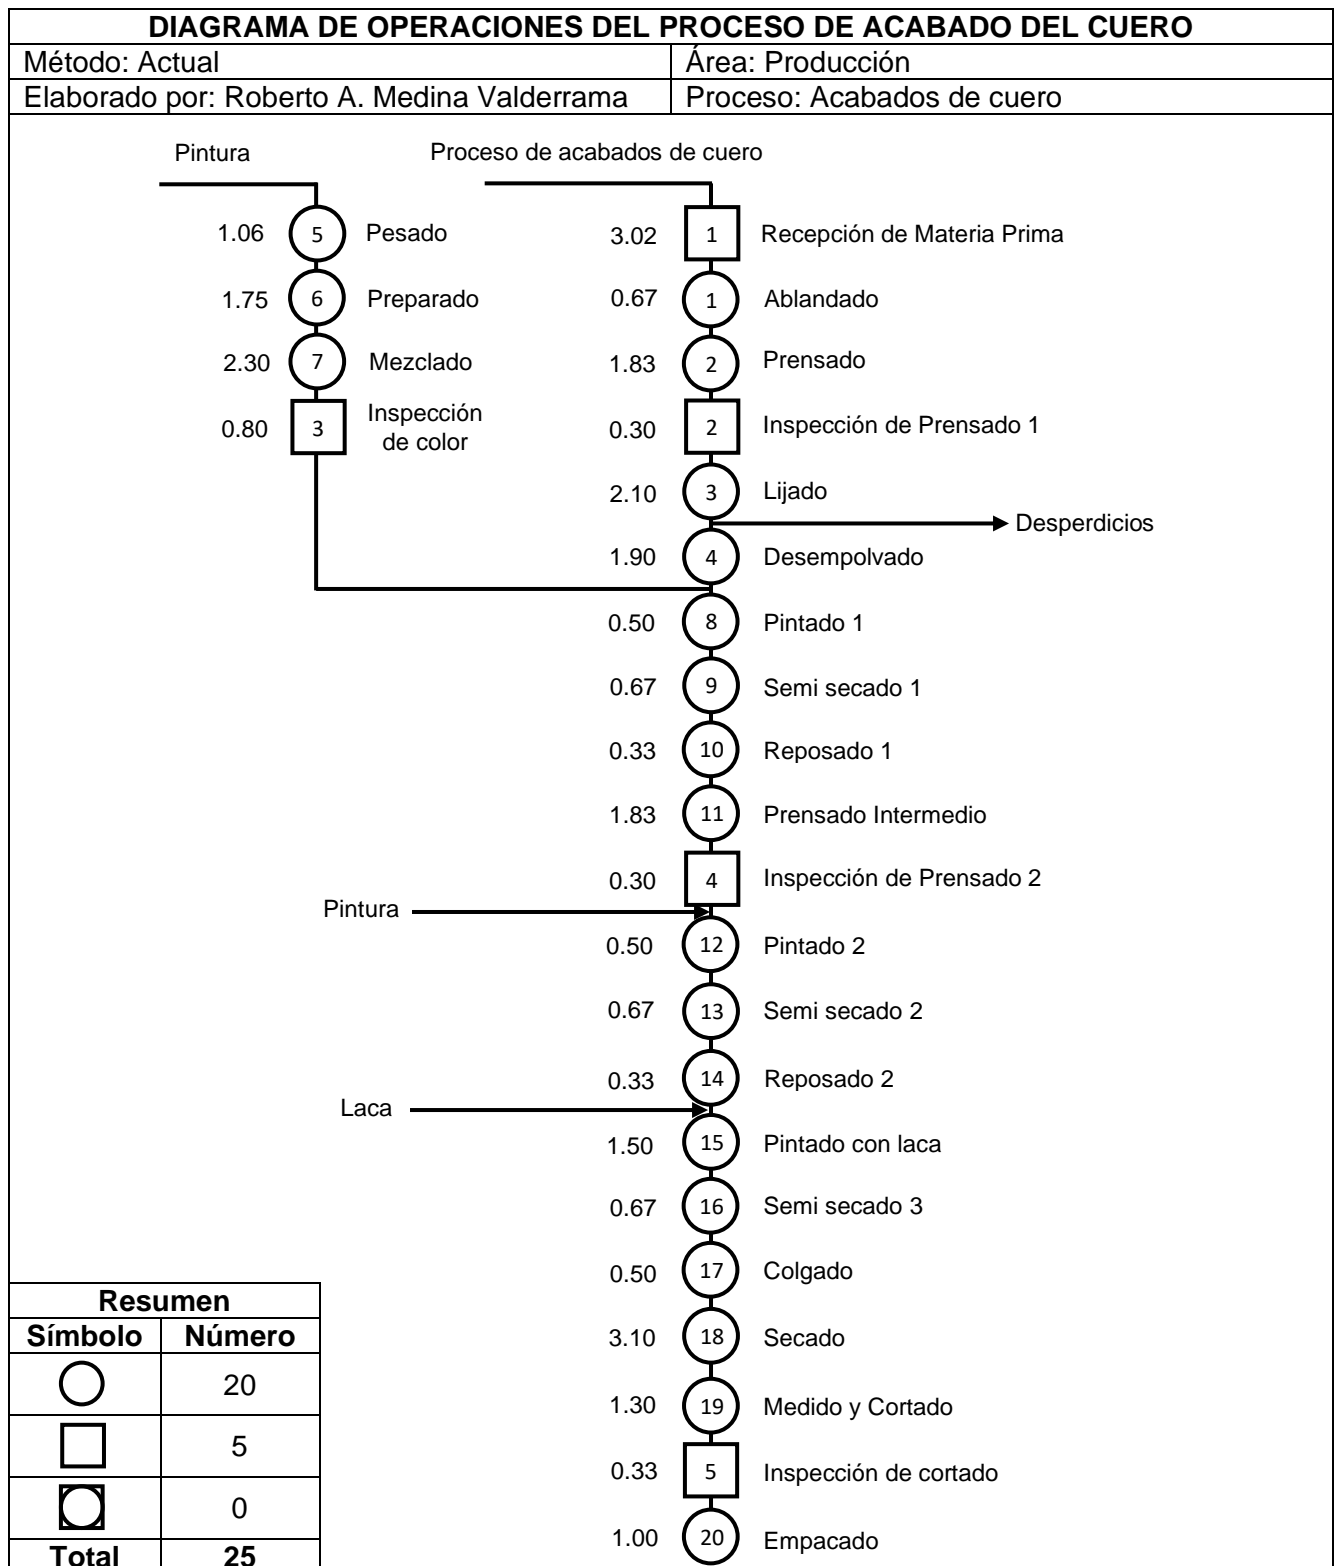 DIAGRAMA DE OPERACIONES DEL PROCESO DE ACABADO DEL CUERO
Método: Actual Área: Producción
Elaborado por: Roberto A. Medina Valderrama Proceso: Acabados de cuero
Pintura Proceso de acabados de cuero
1.06 5 Pesado 3.02 1 Recepción de Materia Prima
1.75 6 Preparado 0.67 1 Ablandado
2.30 7 Mezclado 1.83 2 Prensado
0.80 3 Inspección de color 0.30 2 Inspección de Prensado 1
2.10 3 Lijado
Desperdicios
1.90 4 Desempolvado
0.50 8 Pintado 1
0.67 9 Semi secado 1
0.33 10 Reposado 1
1.83 11 Prensado Intermedio
0.30 4 Inspección de Prensado 2
Pintura
0.50 12 Pintado 2
0.67 13 Semi secado 2
0.33 14 Reposado 2
Laca
1.50 15 Pintado con laca
0.67 16 Semi secado 3
0.50 17 Colgado
3.10 18 Secado
1.30 19 Medido y Cortado
0.33 5 Inspección de cortado
1.00 20 Empacado
Resumen
Símbolo Número
20
5
0
Total 25